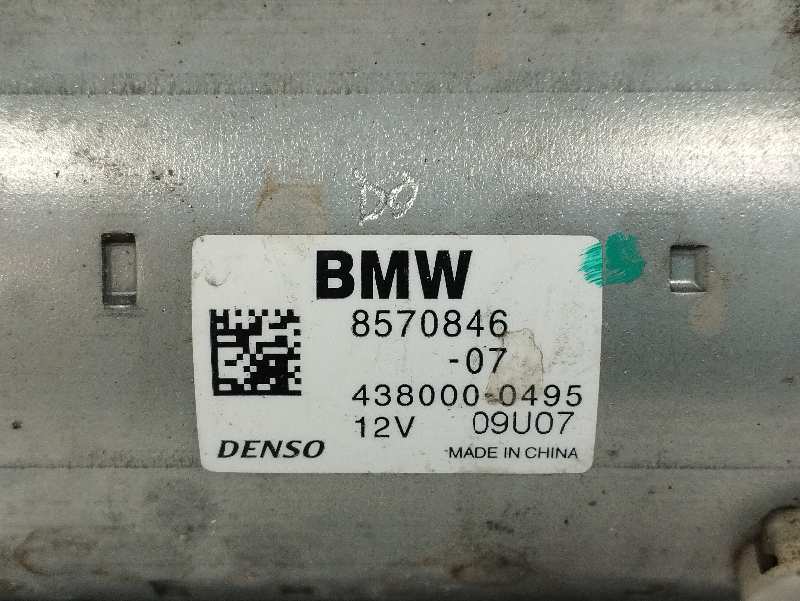 BMW
8570846
-07
438000-0495
12V 09U07
DENSO MADE IN CHINA